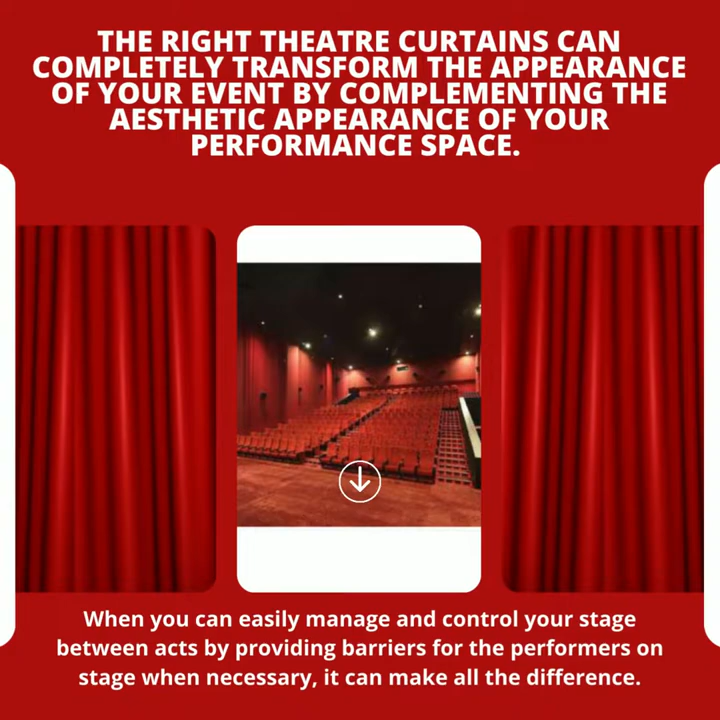 THE RIGHT THEATRE CURTAINS CAN
COMPLETELY TRANSFORM THE APPEARANCE
OF YOUR EVENT BY COMPLEMENTING THE
AESTHETIC APPEARANCE OF YOUR
PERFORMANCE SPACE.
When you can easily manage and control your stage
between acts by providing barriers for the performers on
stage when necessary, it can make all the difference.